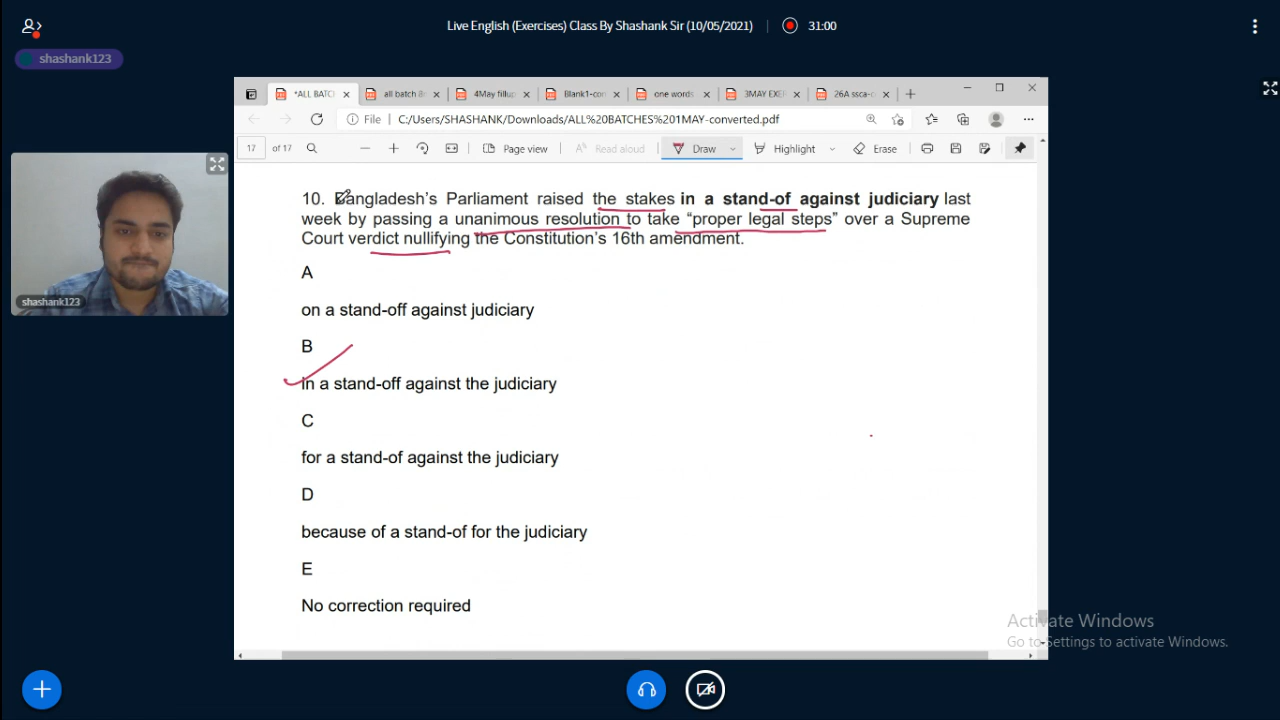 Live English (Exercises) Class By Shashank Sir (10/05/2021)
31:00
shashank123
*ALL BATC
all batch 8
4May fillup
Blank1-con
one words
3MAY EXER
26A ssca-c
File
C:/Users/SHASHANK/Downloads/ALL%20BATCHES%201MAY-converted.pdf
17 of 17
Page view
Read aloud
Draw
Highlight
Erase
shashank123
10. Bangladesh's Parliament raised the stakes in a stand-of against judiciary last
week by passing a unanimous resolution to take “proper legal steps” over a Supreme
Court verdict nullifying the Constitution's 16th amendment.
A
on a stand-off against judiciary
B
in a stand-off against the judiciary
C
for a stand-of against the judiciary
D
because of a stand-of for the judiciary
E
No correction required
Activate Windows
Go to Settings to activate Windows.